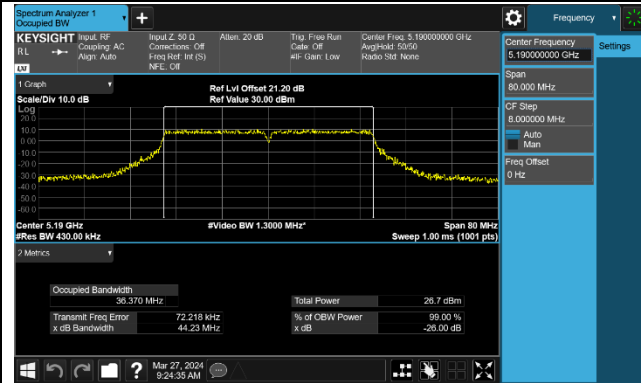 Spectrum Analyzer 1
Occupied BW
Frequency
KEYSIGHT
RL
LXI
Input: RF
Coupling: AC
Align: Auto
Input Z: 50 Ω
Corrections: Off
Freq Ref: Int (S)
NFE: Off
Atten: 20 dB
Trig: Free Run
Gate: Off
#IF Gain: Low
Center Freq: 5.190000000 GHz
Avg|Hold: 50/50
Radio Std: None
Center Frequency
5.190000000 GHz
Settings
Span
80.000 MHz
CF Step
8.000000 MHz
Auto
Man
Freq Offset
0 Hz
1 Graph
Scale/Div 10.0 dB
Ref Lvl Offset 21.20 dB
Ref Value 30.00 dBm
Log
20.0
10.0
0.00
-10.0
-20.0
-30.0
-40.0
-50.0
-60.0
Center 5.19 GHz
#Res BW 430.00 kHz
#Video BW 1.3000 MHz*
Span 80 MHz
Sweep 1.00 ms (1001 pts)
2 Metrics
Occupied Bandwidth
36.370 MHz
Transmit Freq Error 72.218 kHz
x dB Bandwidth 44.23 MHz
Total Power 26.7 dBm
% of OBW Power 99.00 %
x dB -26.00 dB
?
Mar 27, 2024
9:24:35 AM